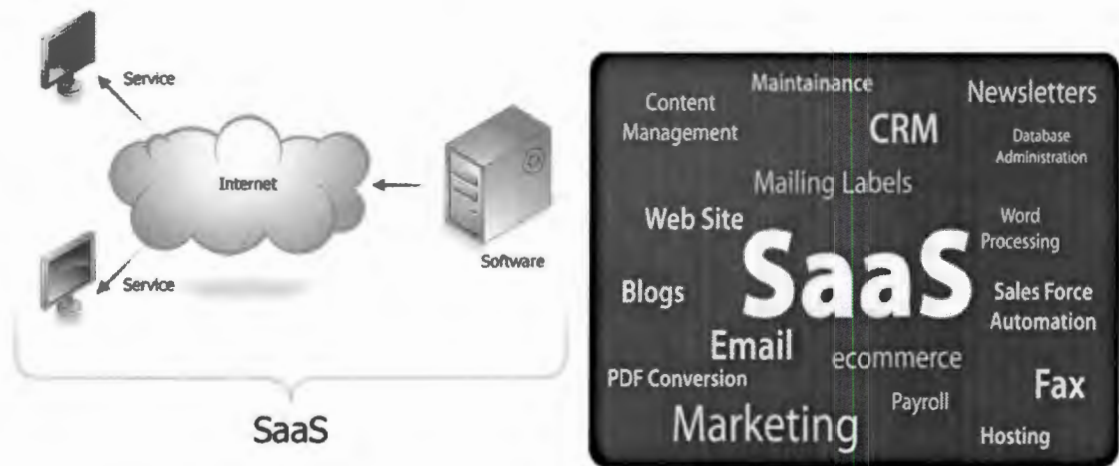 Service
Internet
Service
Software
SaaS
Maintainance
Newsletters
Content
Management
CRM
Database
Administration
Mailing Labels
Web Site
Word
Processing
SaaS
Blogs
Sales Force
Automation
Email
ecommerce
PDF Conversion
Fax
Payroll
Marketing
Hosting